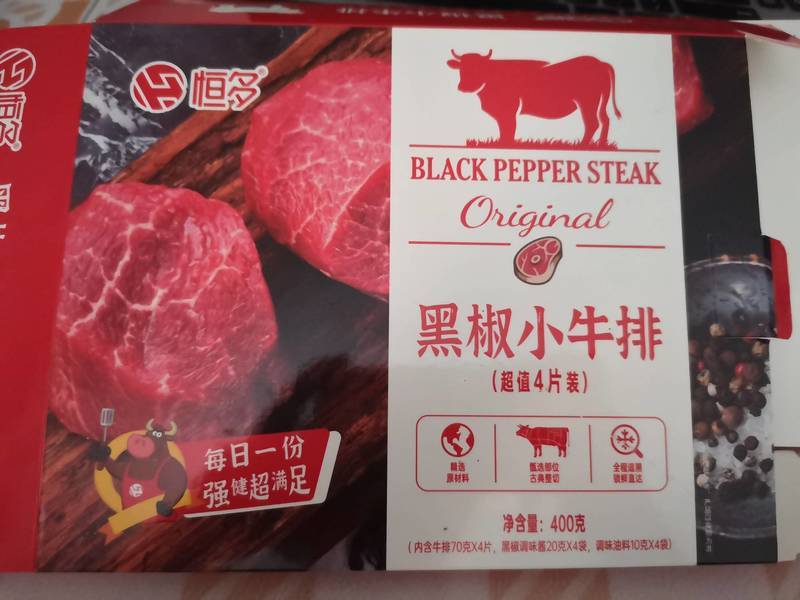 恒多
恒多
BLACK PEPPER STEAK
Original
黑椒小牛排
(超值4片装)
精选
原材料
甄选部位
古典整切
全程追溯
锁鲜直达
每日一份
强健超满足
净含量：400克
(内含牛排70克X4片，黑椒调味酱20克X4袋，调味油料10克X4袋)